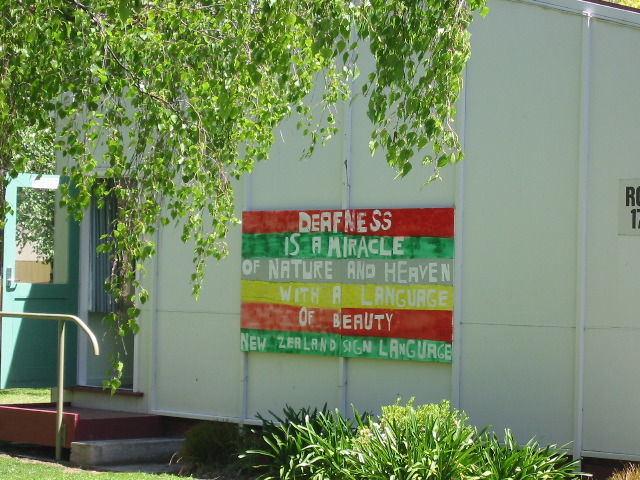 DEAFNESS
IS A MIRACLE
OF NATURE AND HEAVEN
WITH A LANGUAGE
OF BEAUTY
NEW ZEALAND SIGN LANGUAGE